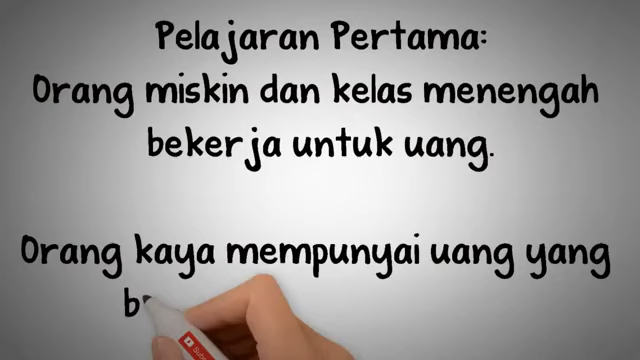 Pelajaran Pertama:
Orang miskin dan kelas menengah
bekerja untuk uang.
Orang kaya mempunyai uang yang